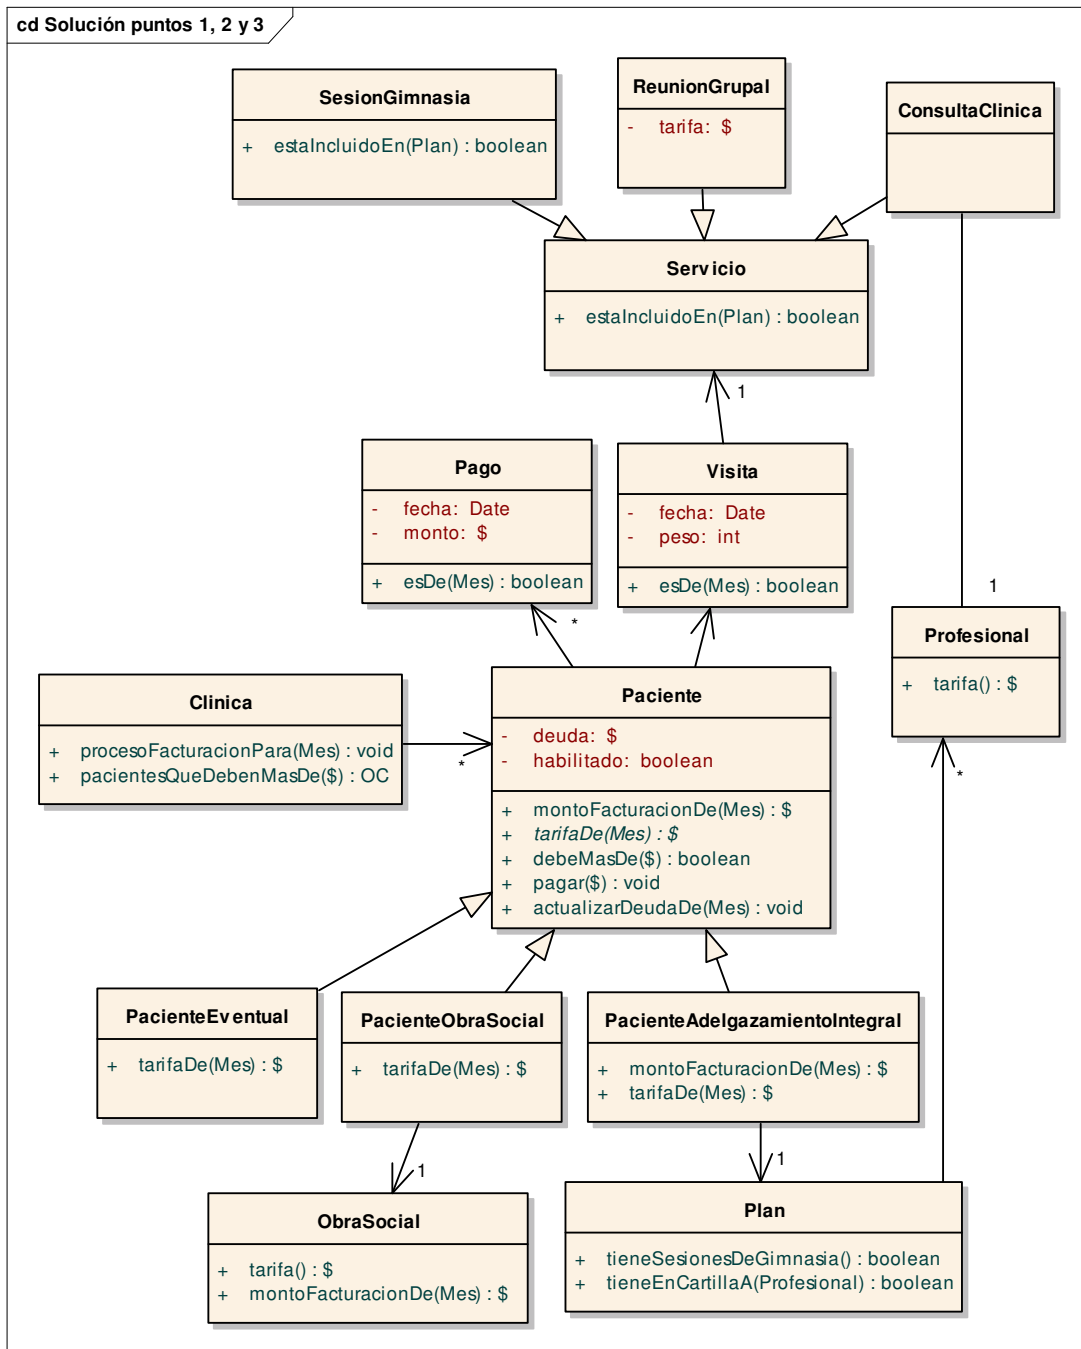 cd Solución puntos 1, 2 y 3
SesionGimnasia
+ estaIncluidoEn(Plan) : boolean
ReunionGrupal
- tarifa: $
ConsultaClinica
Servicio
+ estaIncluidoEn(Plan) : boolean
1
Pago
- fecha: Date
- monto: $
+ esDe(Mes) : boolean
*
Visita
- fecha: Date
- peso: int
+ esDe(Mes) : boolean
1
Profesional
+ tarifa() : $
*
Clinica
+ procesoFacturacionPara(Mes) : void
+ pacientesQueDebenMasDe($) : OC
*
Paciente
- deuda: $
- habilitado: boolean
+ montoFacturacionDe(Mes) : $
+ tarifaDe(Mes) : $
+ debeMasDe($) : boolean
+ pagar($) : void
+ actualizarDeudaDe(Mes) : void
PacienteEventual
+ tarifaDe(Mes) : $
PacienteObraSocial
+ tarifaDe(Mes) : $
PacienteAdelgazamientoIntegral
+ montoFacturacionDe(Mes) : $
+ tarifaDe(Mes) : $
1
1
ObraSocial
+ tarifa() : $
+ montoFacturacionDe(Mes) : $
Plan
+ tieneSesionesDeGimnasia() : boolean
+ tieneEnCartillaA(Profesional) : boolean